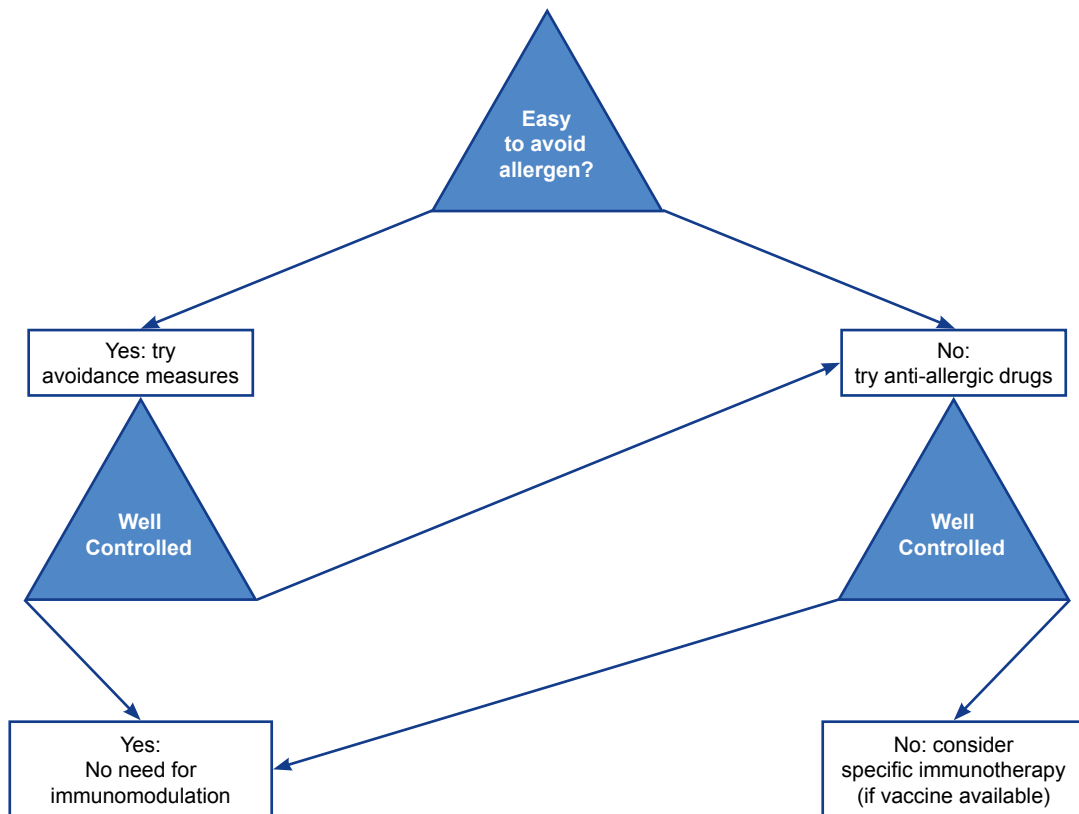 Easy
to avoid
allergen?
Yes: try
avoidance measures
No:
try anti-allergic drugs
Well
Controlled
Well
Controlled
Yes:
No need for
immunomodulation
No: consider
specific immunotherapy
(if vaccine available)